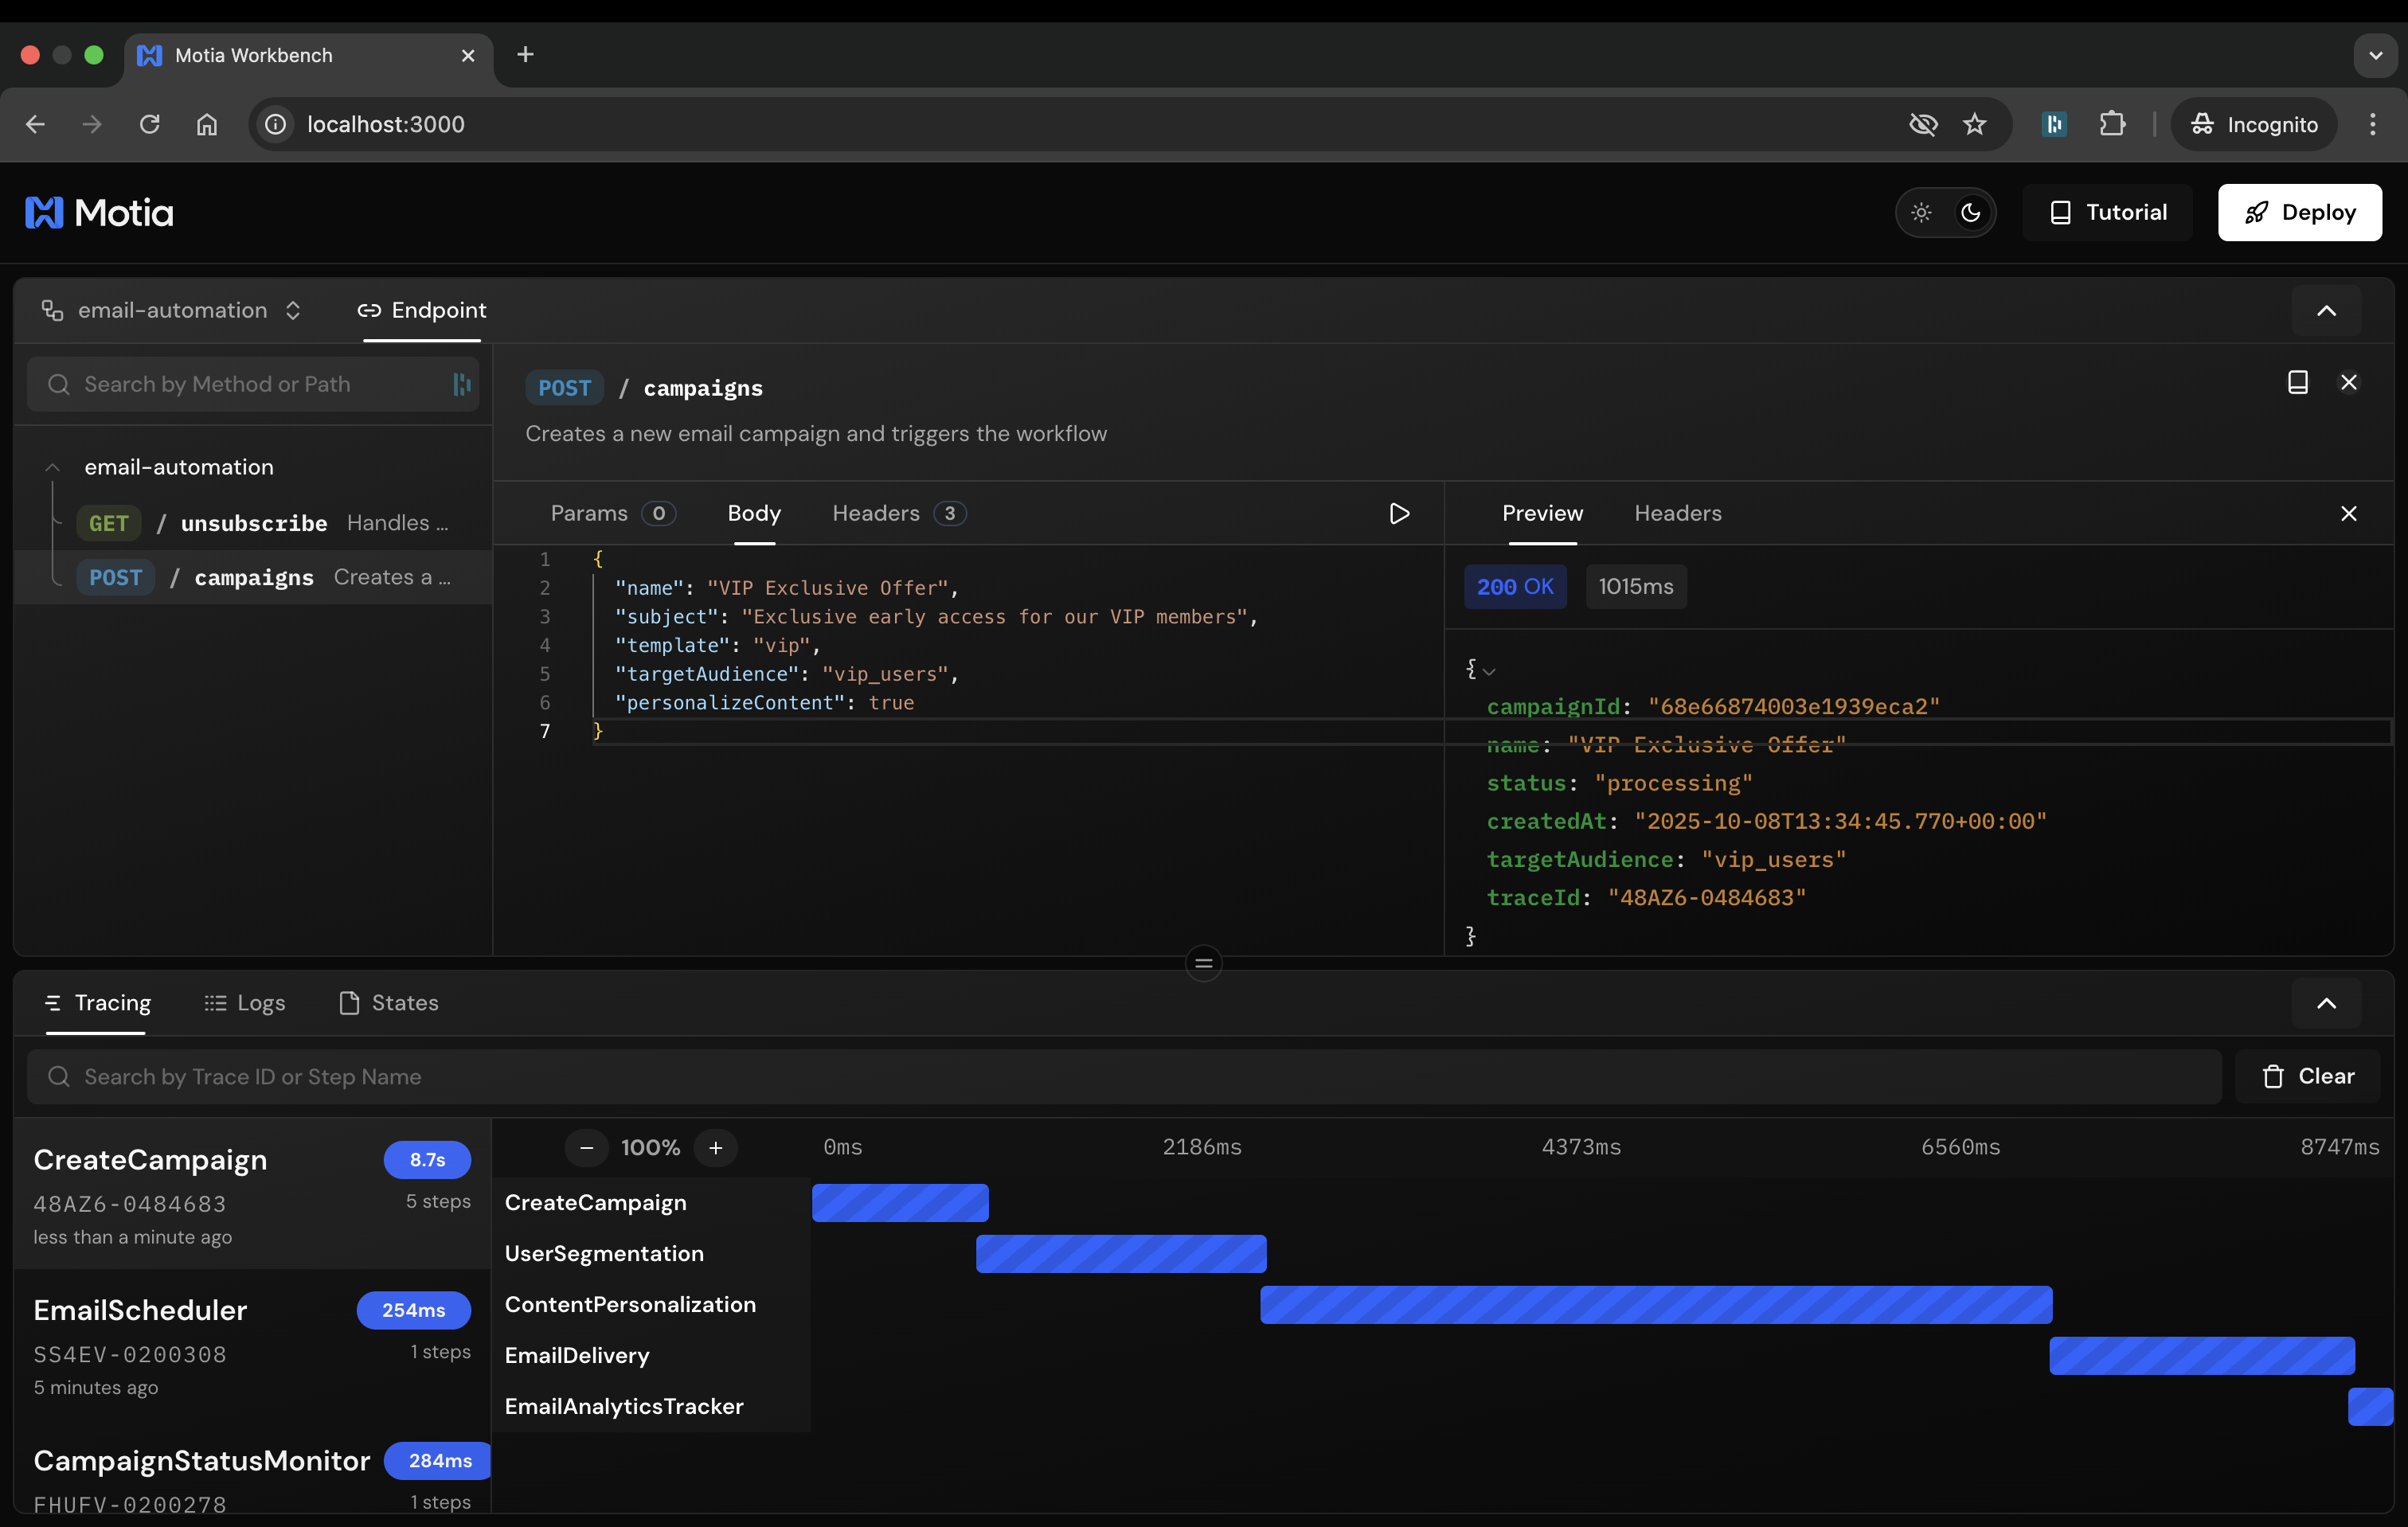 Motia Workbench
localhost:3000
Incognito
Motia
Tutorial
Deploy
email-automation
Endpoint
Search by Method or Path
email-automation
GET / unsubscribe Handles ...
POST / campaigns Creates a ...
POST / campaigns
Creates a new email campaign and triggers the workflow
Params 0 Body Headers 3
1 {
2 "name": "VIP Exclusive Offer",
3 "subject": "Exclusive early access for our VIP members",
4 "template": "vip",
5 "targetAudience": "vip_users",
6 "personalizeContent": true
7 }
Preview Headers
200 OK 1015ms
{
campaignId: "68e66874003e1939eca2"
name: "VIP Exclusive Offer"
status: "processing"
createdAt: "2025-10-08T13:34:45.770+00:00"
targetAudience: "vip_users"
traceId: "48AZ6-0484683"
}
Tracing Logs States
Search by Trace ID or Step Name
Clear
CreateCampaign 8.7s
48AZ6-0484683 5 steps
less than a minute ago
EmailScheduler 254ms
SS4EV-0200308 1 steps
5 minutes ago
CampaignStatusMonitor 284ms
FHUFV-0200278 1 steps
100% 0ms 2186ms 4373ms 6560ms 8747ms
CreateCampaign
UserSegmentation
ContentPersonalization
EmailDelivery
EmailAnalyticsTracker